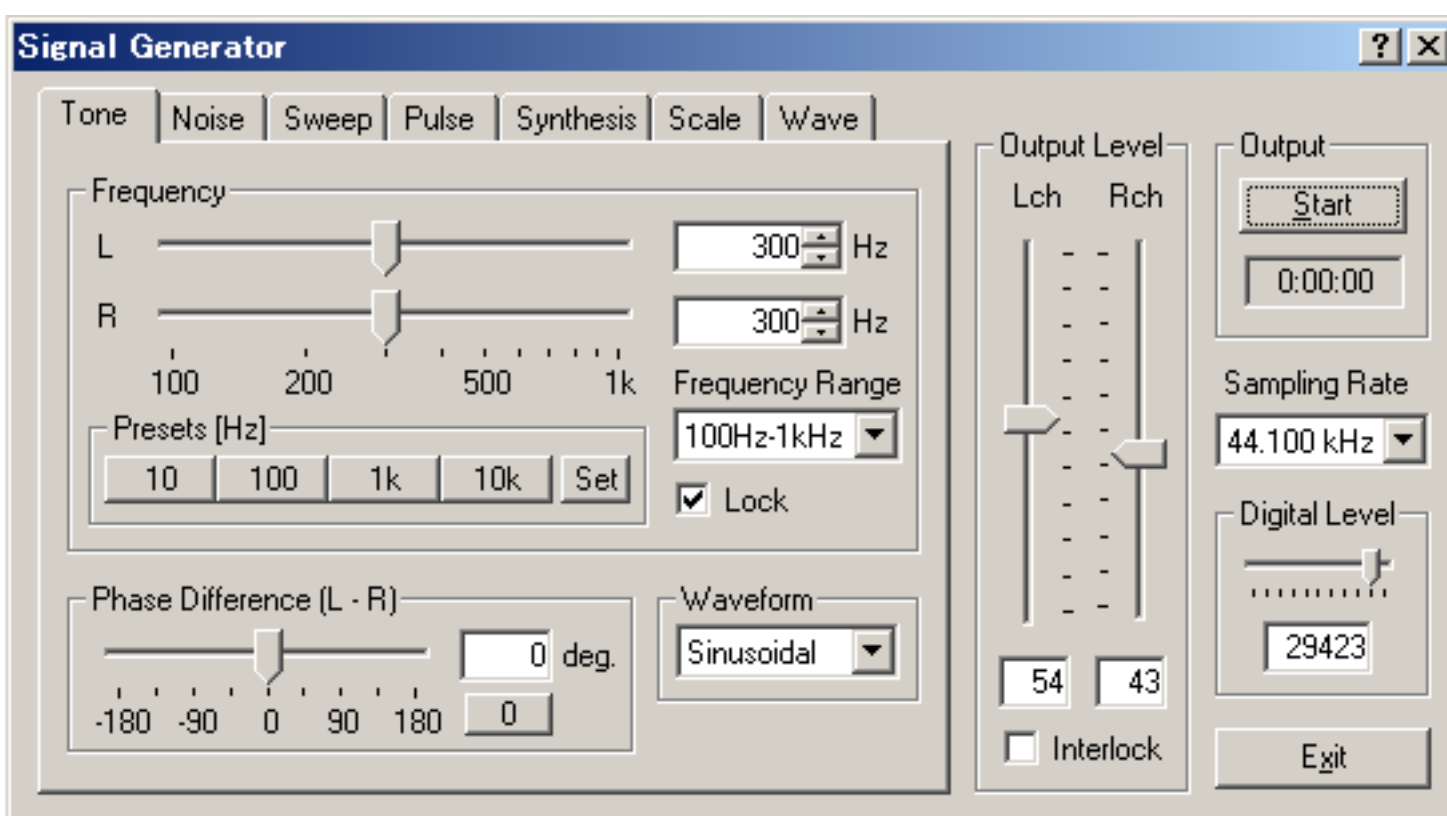 Signal Generator
Tone Noise Sweep Pulse Synthesis Scale Wave
Frequency
L 300 Hz
R 300 Hz
100 200 500 1k
Frequency Range
100Hz-1kHz
Lock
Presets [Hz]
10 100 1k 10k Set
Phase Difference (L - R)
0 deg.
-180 -90 0 90 180
0
Waveform
Sinusoidal
Output Level
Lch Rch
54 43
Interlock
Output
Start
0:00:00
Sampling Rate
44.100 kHz
Digital Level
29423
Exit